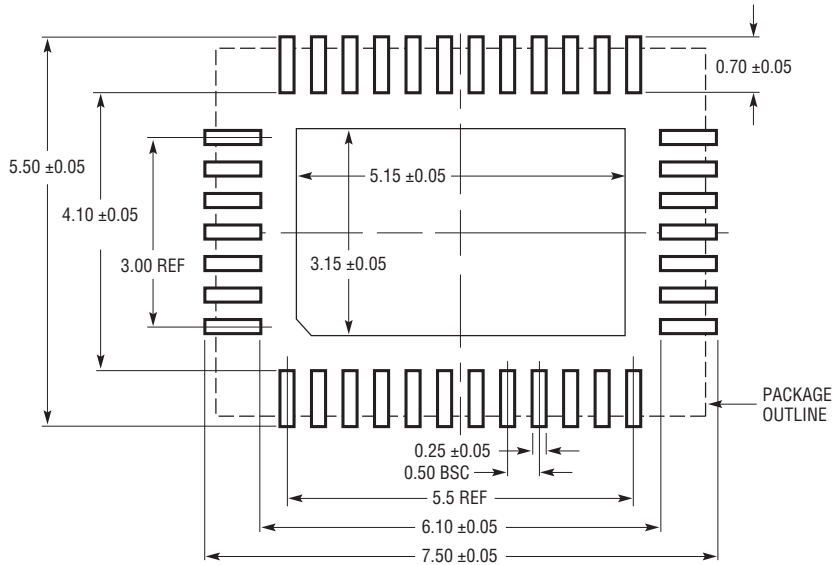 0.70 ±0.05
5.50 ±0.05
5.15 ±0.05
4.10 ±0.05
3.00 REF
3.15 ±0.05
PACKAGE
OUTLINE
0.25 ±0.05
0.50 BSC
5.5 REF
6.10 ±0.05
7.50 ±0.05